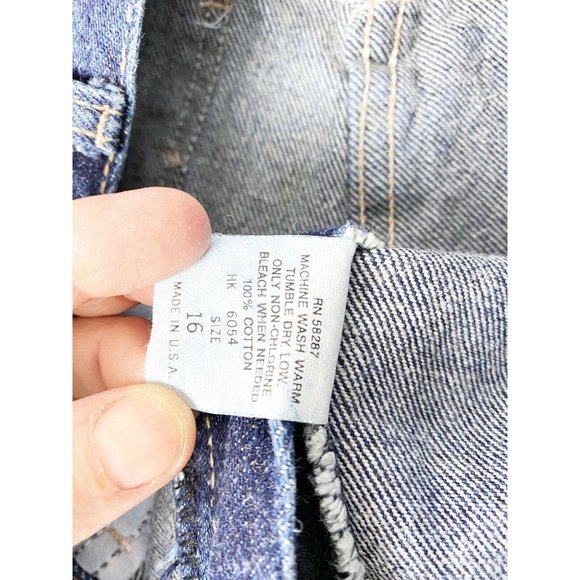 RN 58287
MACHINE WASH WARM
TUMBLE DRY, LOW
ONLY NON-CHLORINE
BLEACH WHEN NEEDED
100% COTTON
HK 6054
SIZE
16
MADE IN U.S.A.